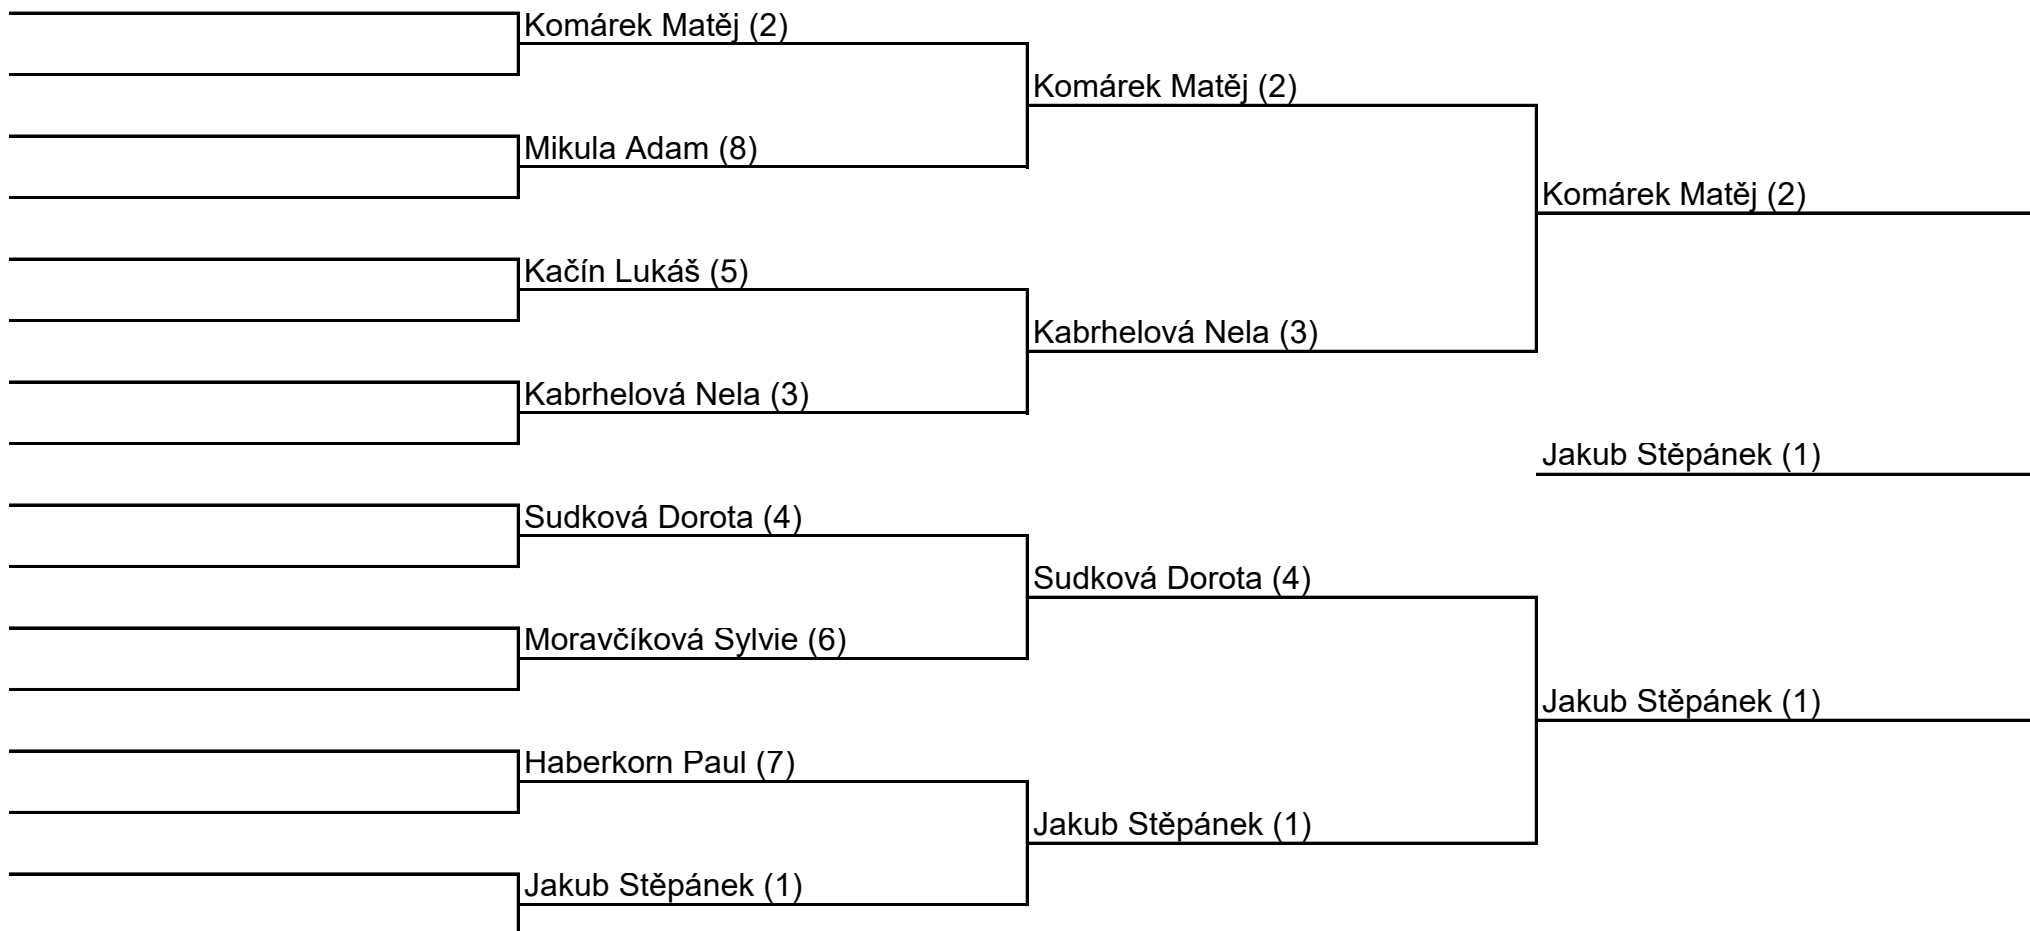 Komárek Matěj (2)
Komárek Matěj (2)
Mikula Adam (8)
Komárek Matěj (2)
Kačín Lukáš (5)
Kabrhelová Nela (3)
Kabrhelová Nela (3)
Jakub Stěpánek (1)
Sudková Dorota (4)
Sudková Dorota (4)
Moravčíková Sylvie (6)
Jakub Stěpánek (1)
Haberkorn Paul (7)
Jakub Stěpánek (1)
Jakub Stěpánek (1)